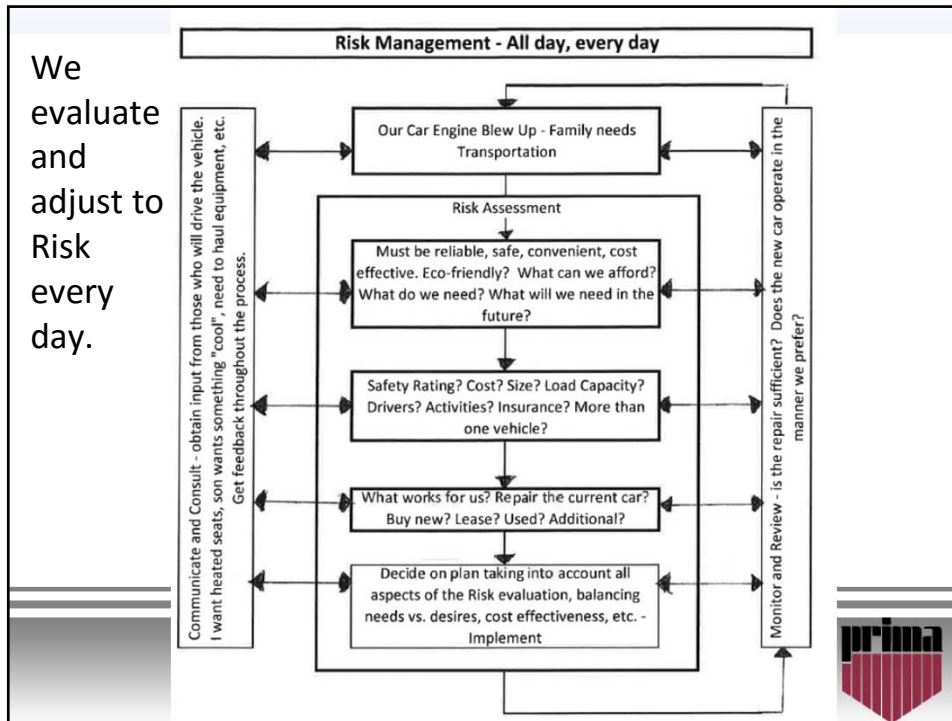 Risk Management - All day, every day
We
evaluate
and
adjust to
Risk
every
day.
Communicate and Consult - obtain input from those who will drive the vehicle.
I want heated seats, son wants something "cool", need to haul equipment, etc.
Get feedback throughout the process.
Our Car Engine Blew Up - Family needs
Transportation
Risk Assessment
Must be reliable, safe, convenient, cost
effective. Eco-friendly? What can we afford?
What do we need? What will we need in the
future?
Safety Rating? Cost? Size? Load Capacity?
Drivers? Activities? Insurance? More than
one vehicle?
What works for us? Repair the current car?
Buy new? Lease? Used? Additional?
Decide on plan taking into account all
aspects of the Risk evaluation, balancing
needs vs. desires, cost effectiveness, etc. -
Implement
Monitor and Review - is the repair sufficient? Does the new car operate in the
manner we prefer?
prima